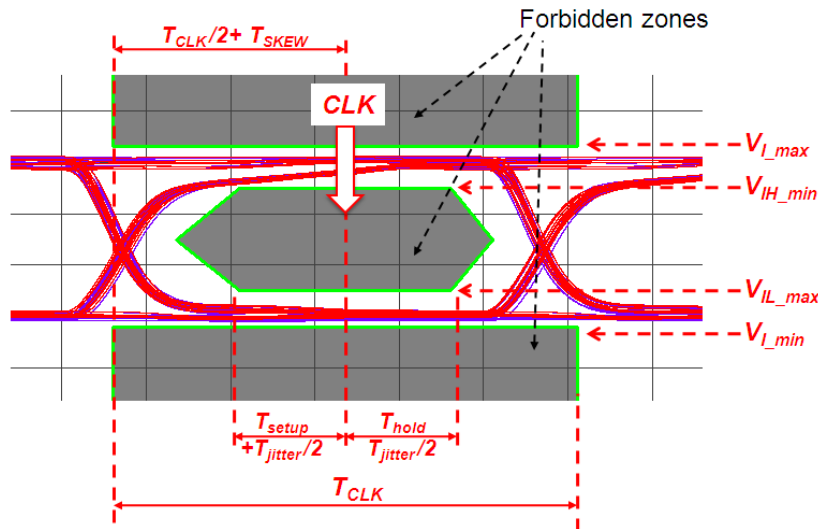 Forbidden zones
T_CLK/2+ T_SKEW
CLK
V_I_max
V_IH_min
V_IL_max
V_I_min
T_setup
+T_jitter/2
T_hold
T_jitter/2
T_CLK